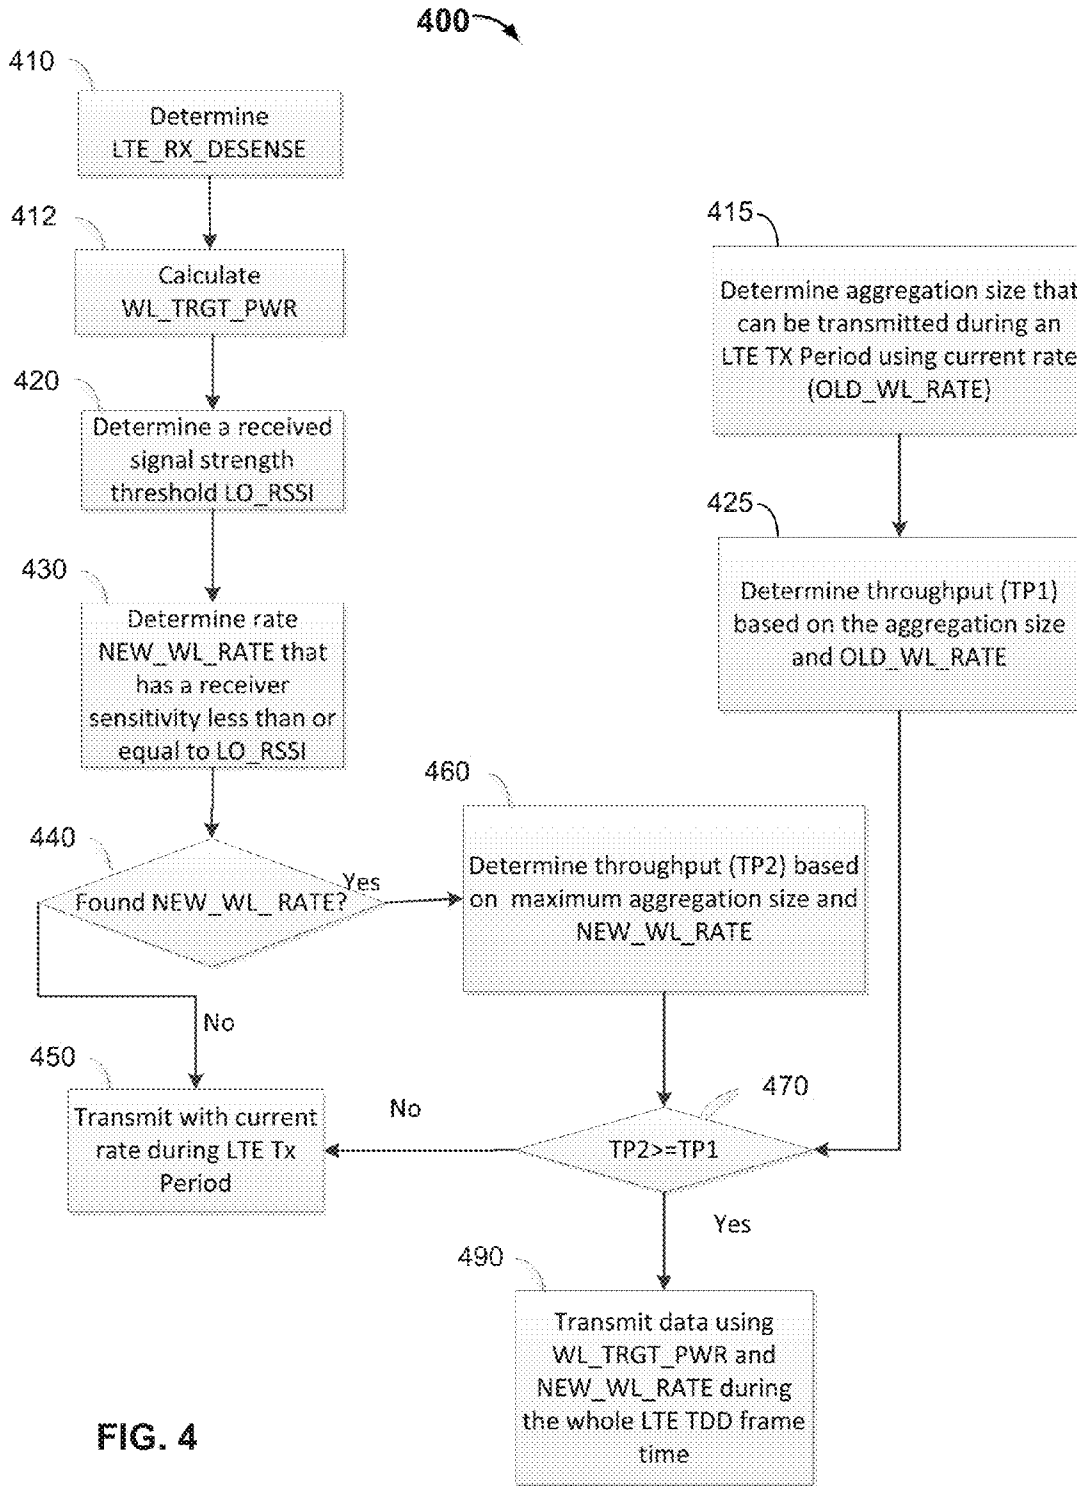 400
410
Determine
LTE_RX_DESENSE
412
Calculate
WL_TRGT_PWR
415
Determine aggregation size that
can be transmitted during an
LTE TX Period using current rate
(OLD_WL_RATE)
420
Determine a received
signal strength
threshold LO_RSSI
425
Determine throughput (TP1)
based on the aggregation size
and OLD_WL_RATE
430
Determine rate
NEW_WL_RATE that
has a receiver
sensitivity less than or
equal to LO_RSSI
440
Found NEW_WL_ RATE?
Yes
No
460
Determine throughput (TP2) based
on maximum aggregation size and
NEW_WL_RATE
450
Transmit with current
rate during LTE Tx
Period
470
TP2>=TP1
No
Yes
490
Transmit data using
WL_TRGT_PWR and
NEW_WL_RATE during
the whole LTE TDD frame
time
FIG. 4